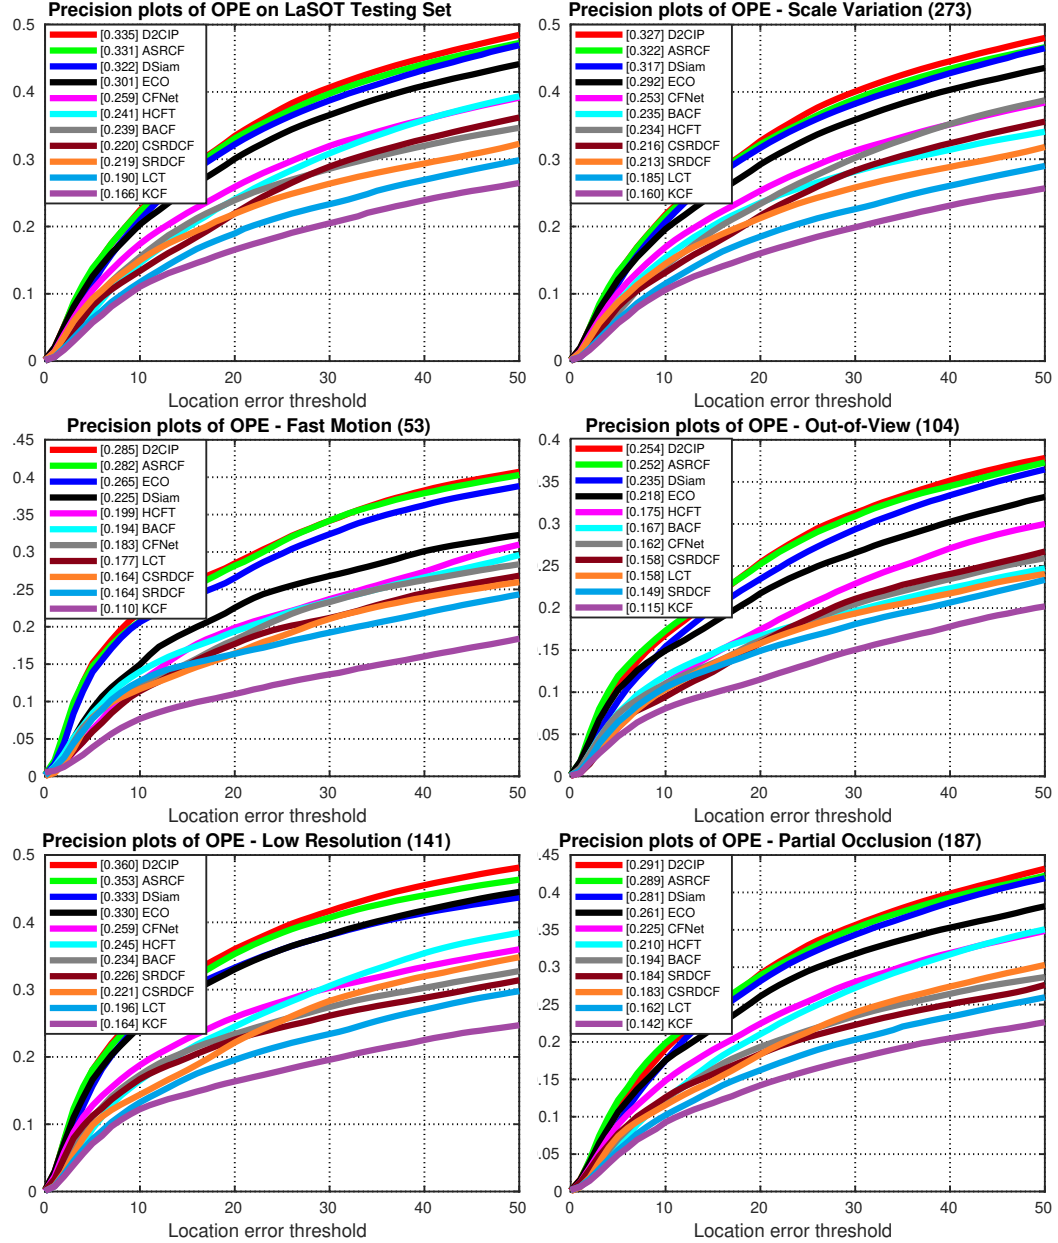 Precision plots of OPE on LaSOT Testing Set
[0.335] D2CIP
[0.331] ASRCF
[0.322] DSiam
[0.301] ECO
[0.259] CFNet
[0.241] HCFT
[0.239] BACF
[0.220] CSRDCF
[0.219] SRDCF
[0.190] LCT
[0.166] KCF
0.5
0.4
0.3
0.2
0.1
0
0 10 20 30 40 50
Location error threshold
Precision plots of OPE - Scale Variation (273)
[0.327] D2CIP
[0.322] ASRCF
[0.317] DSiam
[0.292] ECO
[0.253] CFNet
[0.235] BACF
[0.234] HCFT
[0.216] CSRDCF
[0.213] SRDCF
[0.185] LCT
[0.160] KCF
0.5
0.4
0.3
0.2
0.1
0
0 10 20 30 40 50
Location error threshold
Precision plots of OPE - Fast Motion (53)
[0.285] D2CIP
[0.282] ASRCF
[0.265] ECO
[0.225] DSiam
[0.199] HCFT
[0.194] BACF
[0.183] CFNet
[0.177] LCT
[0.164] CSRDCF
[0.164] SRDCF
[0.110] KCF
.45
0.4
.35
0.3
.25
0.2
.15
0.1
.05
0
0 10 20 30 40 50
Location error threshold
Precision plots of OPE - Out-of-View (104)
[0.254] D2CIP
[0.252] ASRCF
[0.235] DSiam
[0.218] ECO
[0.175] HCFT
[0.167] BACF
[0.162] CFNet
[0.158] CSRDCF
[0.158] LCT
[0.149] SRDCF
[0.115] KCF
0.4
.35
0.3
.25
0.2
.15
0.1
.05
0
0 10 20 30 40 50
Location error threshold
Precision plots of OPE - Low Resolution (141)
[0.360] D2CIP
[0.353] ASRCF
[0.333] DSiam
[0.330] ECO
[0.259] CFNet
[0.245] HCFT
[0.234] BACF
[0.226] SRDCF
[0.221] CSRDCF
[0.196] LCT
[0.164] KCF
0.5
0.4
0.3
0.2
0.1
0
0 10 20 30 40 50
Location error threshold
Precision plots of OPE - Partial Occlusion (187)
[0.291] D2CIP
[0.289] ASRCF
[0.281] DSiam
[0.261] ECO
[0.225] CFNet
[0.210] HCFT
[0.194] BACF
[0.184] SRDCF
[0.183] CSRDCF
[0.162] LCT
[0.142] KCF
.45
0.4
.35
0.3
.25
0.2
.15
0.1
.05
0
0 10 20 30 40 50
Location error threshold